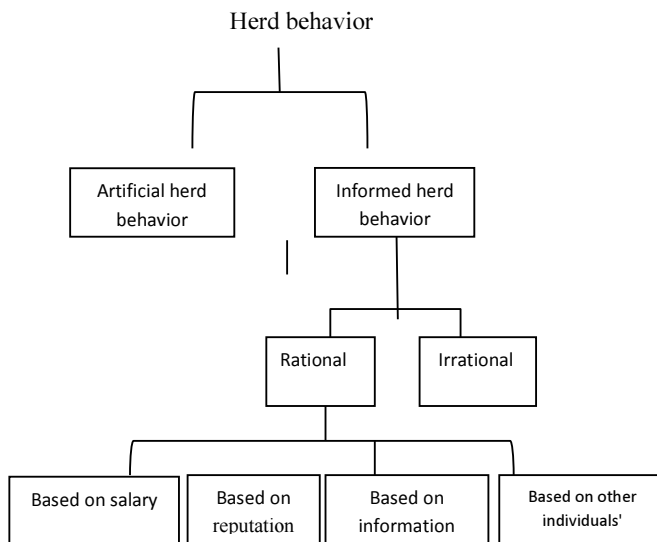 Herd behavior
Artificial herd
behavior
Informed herd
behavior
Rational
Irrational
Based on salary
Based on
reputation
Based on
information
Based on other
individuals'